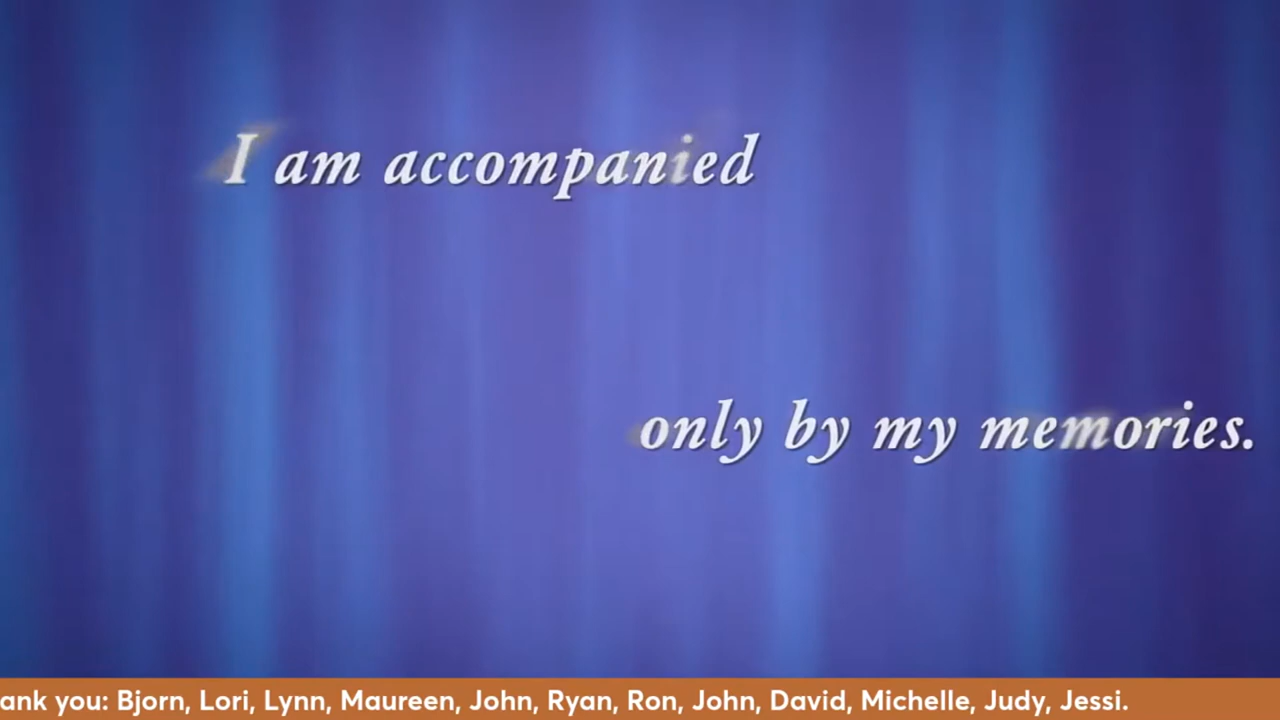 I am accompanied
only by my memories.
ank you: Bjorn, Lori, Lynn, Maureen, John, Ryan, Ron, John, David, Michelle, Judy, Jessi.